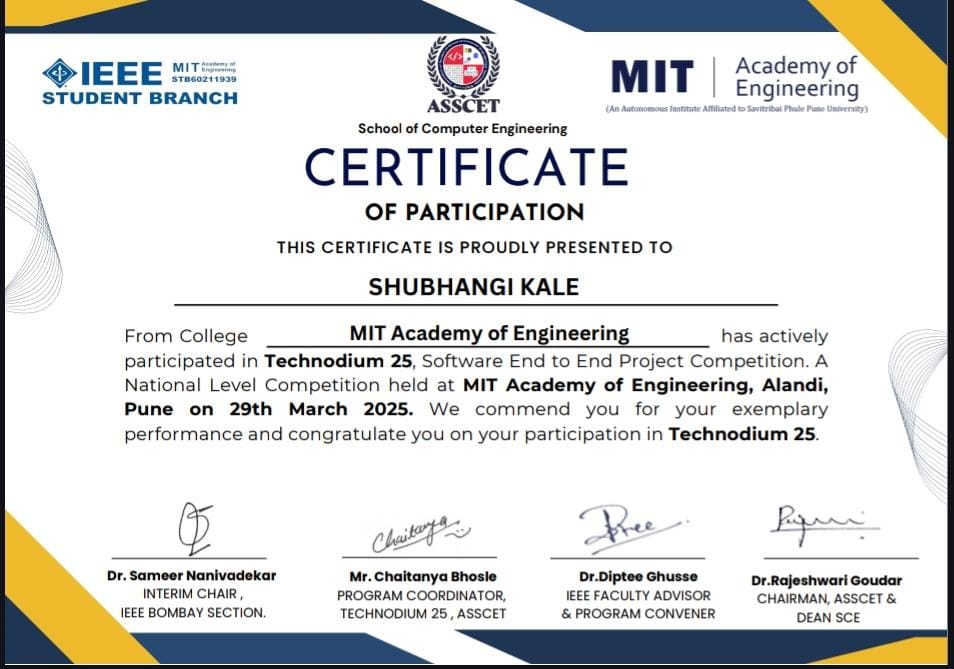 IEEE MIT Academy of Engineering STB60211939
STUDENT BRANCH
</>
ASSCET
MIT Academy of Engineering
(An Autonomous Institute Affiliated to Savitribai Phule Pune University)
School of Computer Engineering
CERTIFICATE
OF PARTICIPATION
THIS CERTIFICATE IS PROUDLY PRESENTED TO
SHUBHANGI KALE
From College MIT Academy of Engineering has actively
participated in Technodium 25, Software End to End Project Competition. A
National Level Competition held at MIT Academy of Engineering, Alandi,
Pune on 29th March 2025. We commend you for your exemplary
performance and congratulate you on your participation in Technodium 25.
Chaitanya
Dr. Sameer Nanivadekar
INTERIM CHAIR ,
IEEE BOMBAY SECTION.
Mr. Chaitanya Bhosle
PROGRAM COORDINATOR,
TECHNODIUM 25 , ASSCET
Dr.Diptee Ghusse
IEEE FACULTY ADVISOR
& PROGRAM CONVENER
Dr.Rajeshwari Goudar
CHAIRMAN, ASSCET &
DEAN SCE